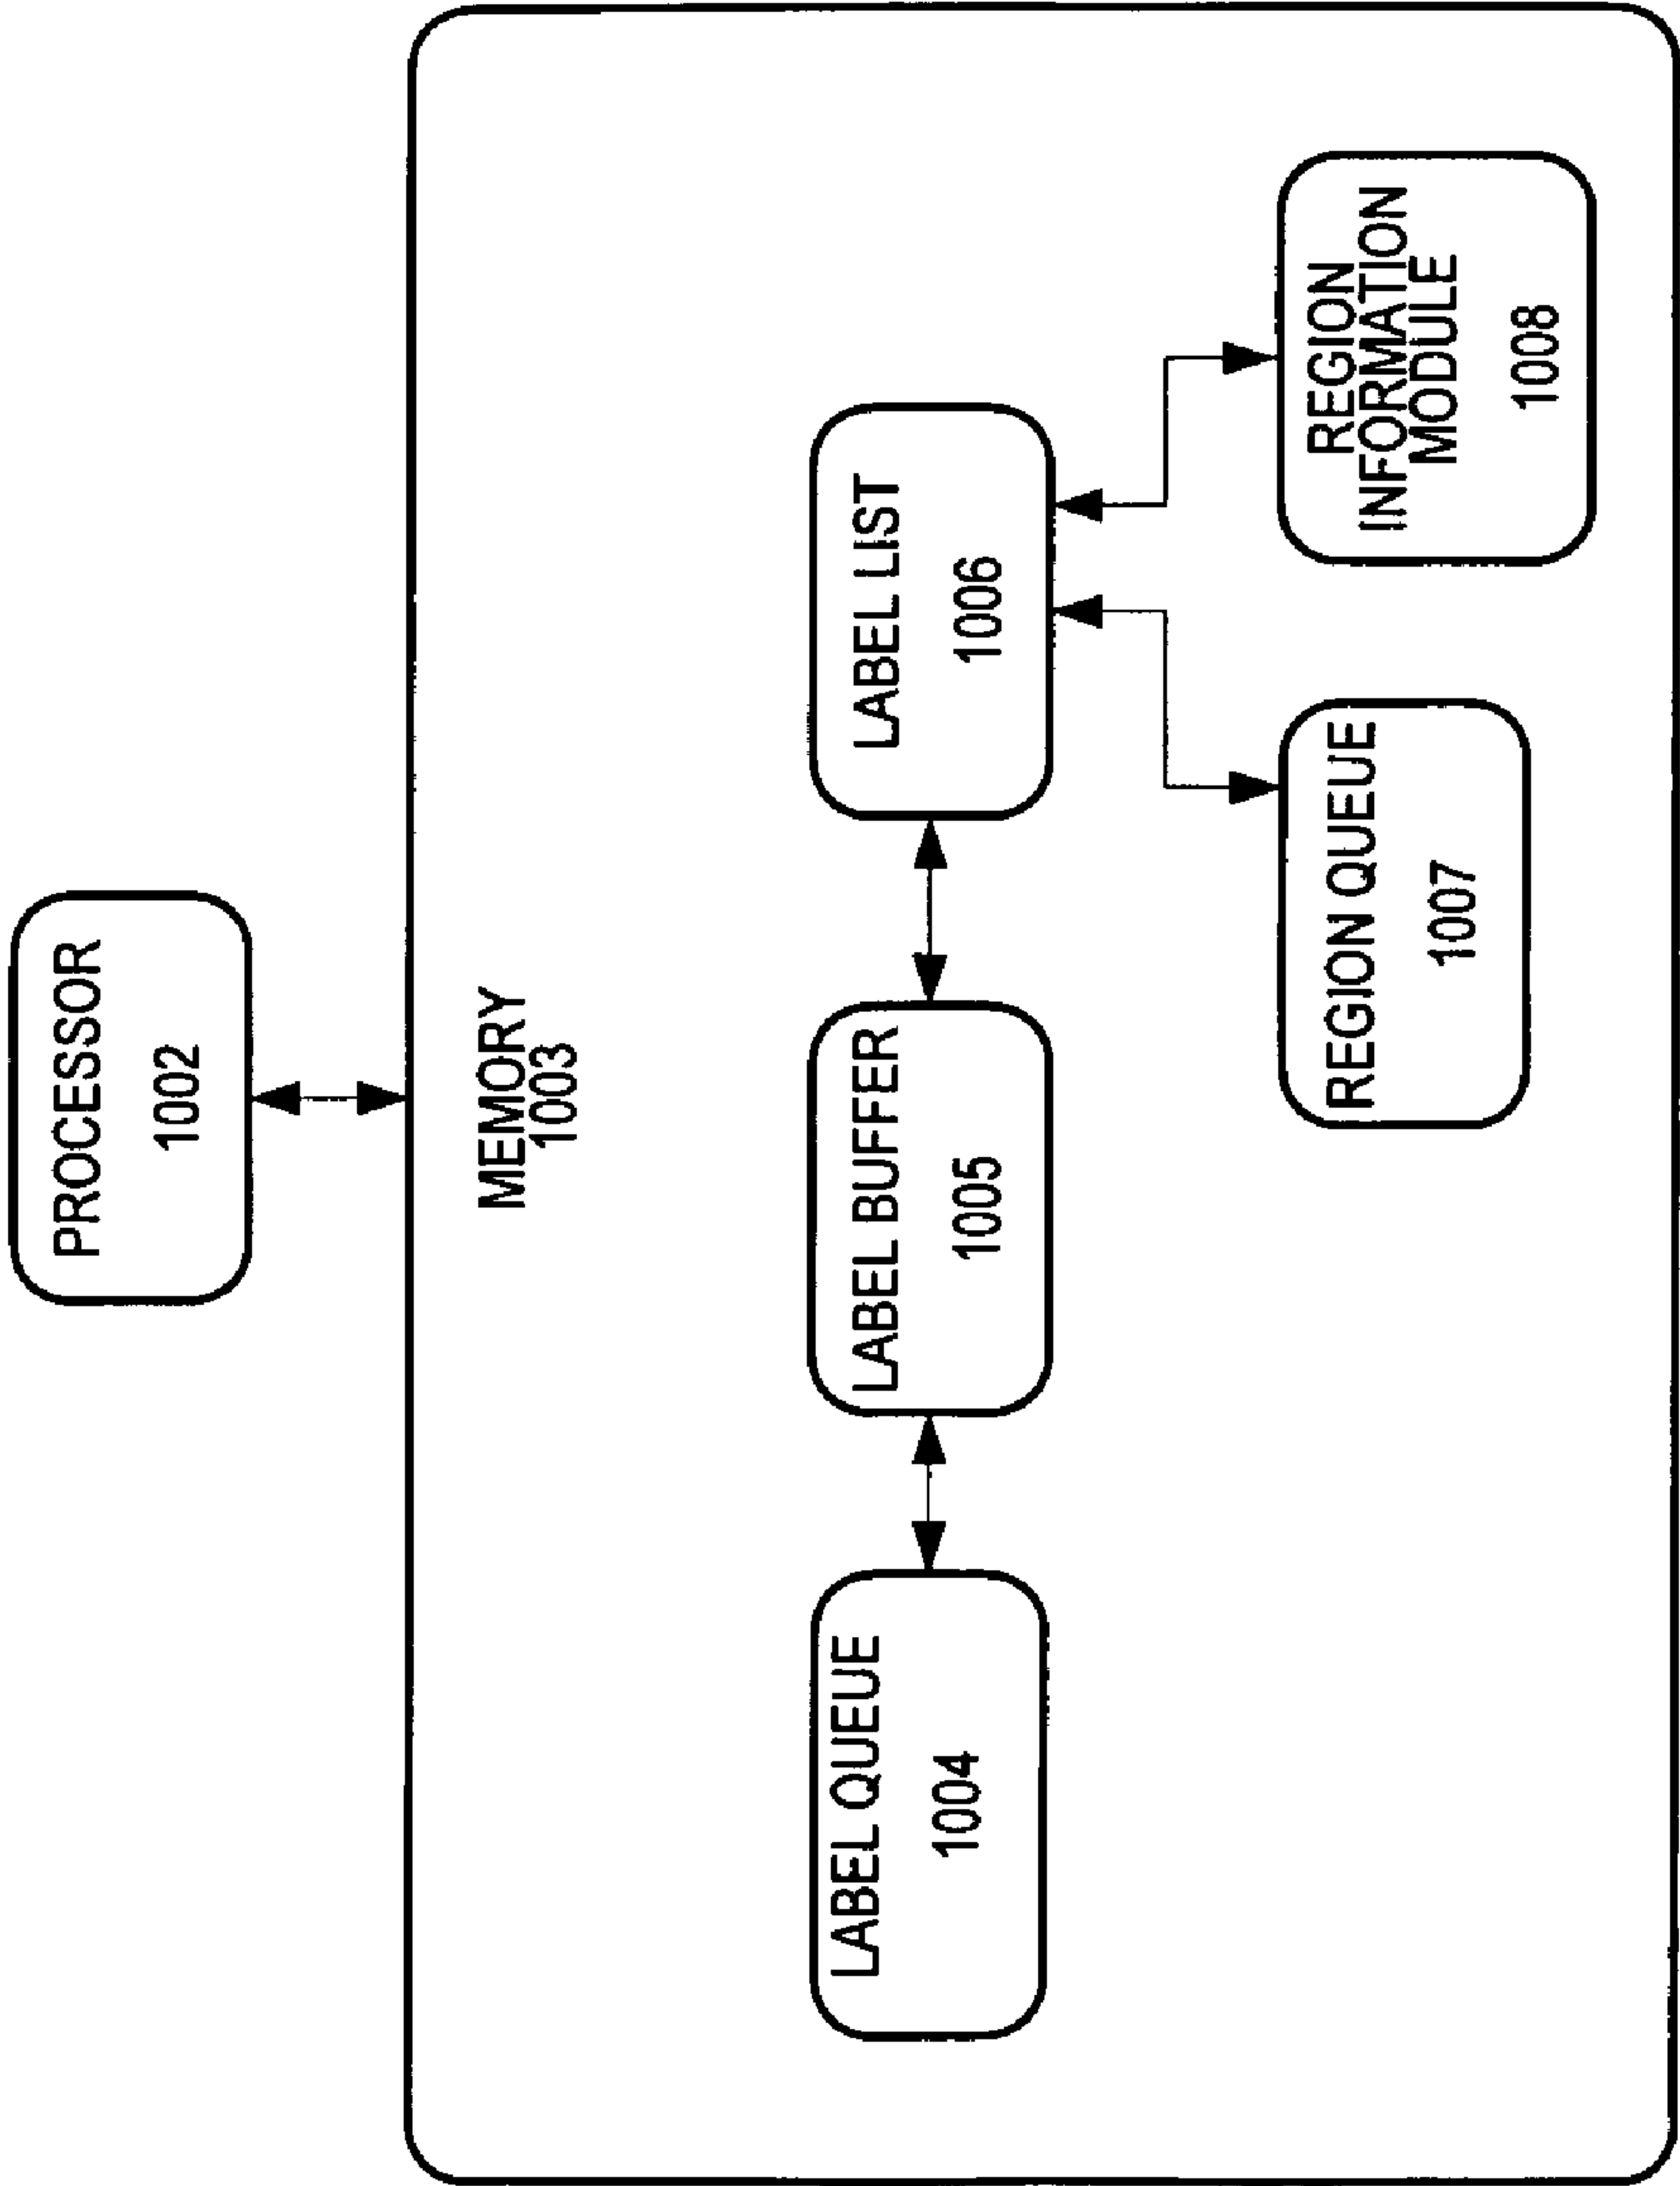 PROCESSOR
1002
MEMORY
1003
LABEL QUEUE
1004
LABEL BUFFER
1005
LABEL LIST
1006
REGION QUEUE
1007
REGION
INFORMATION
MODULE
1008